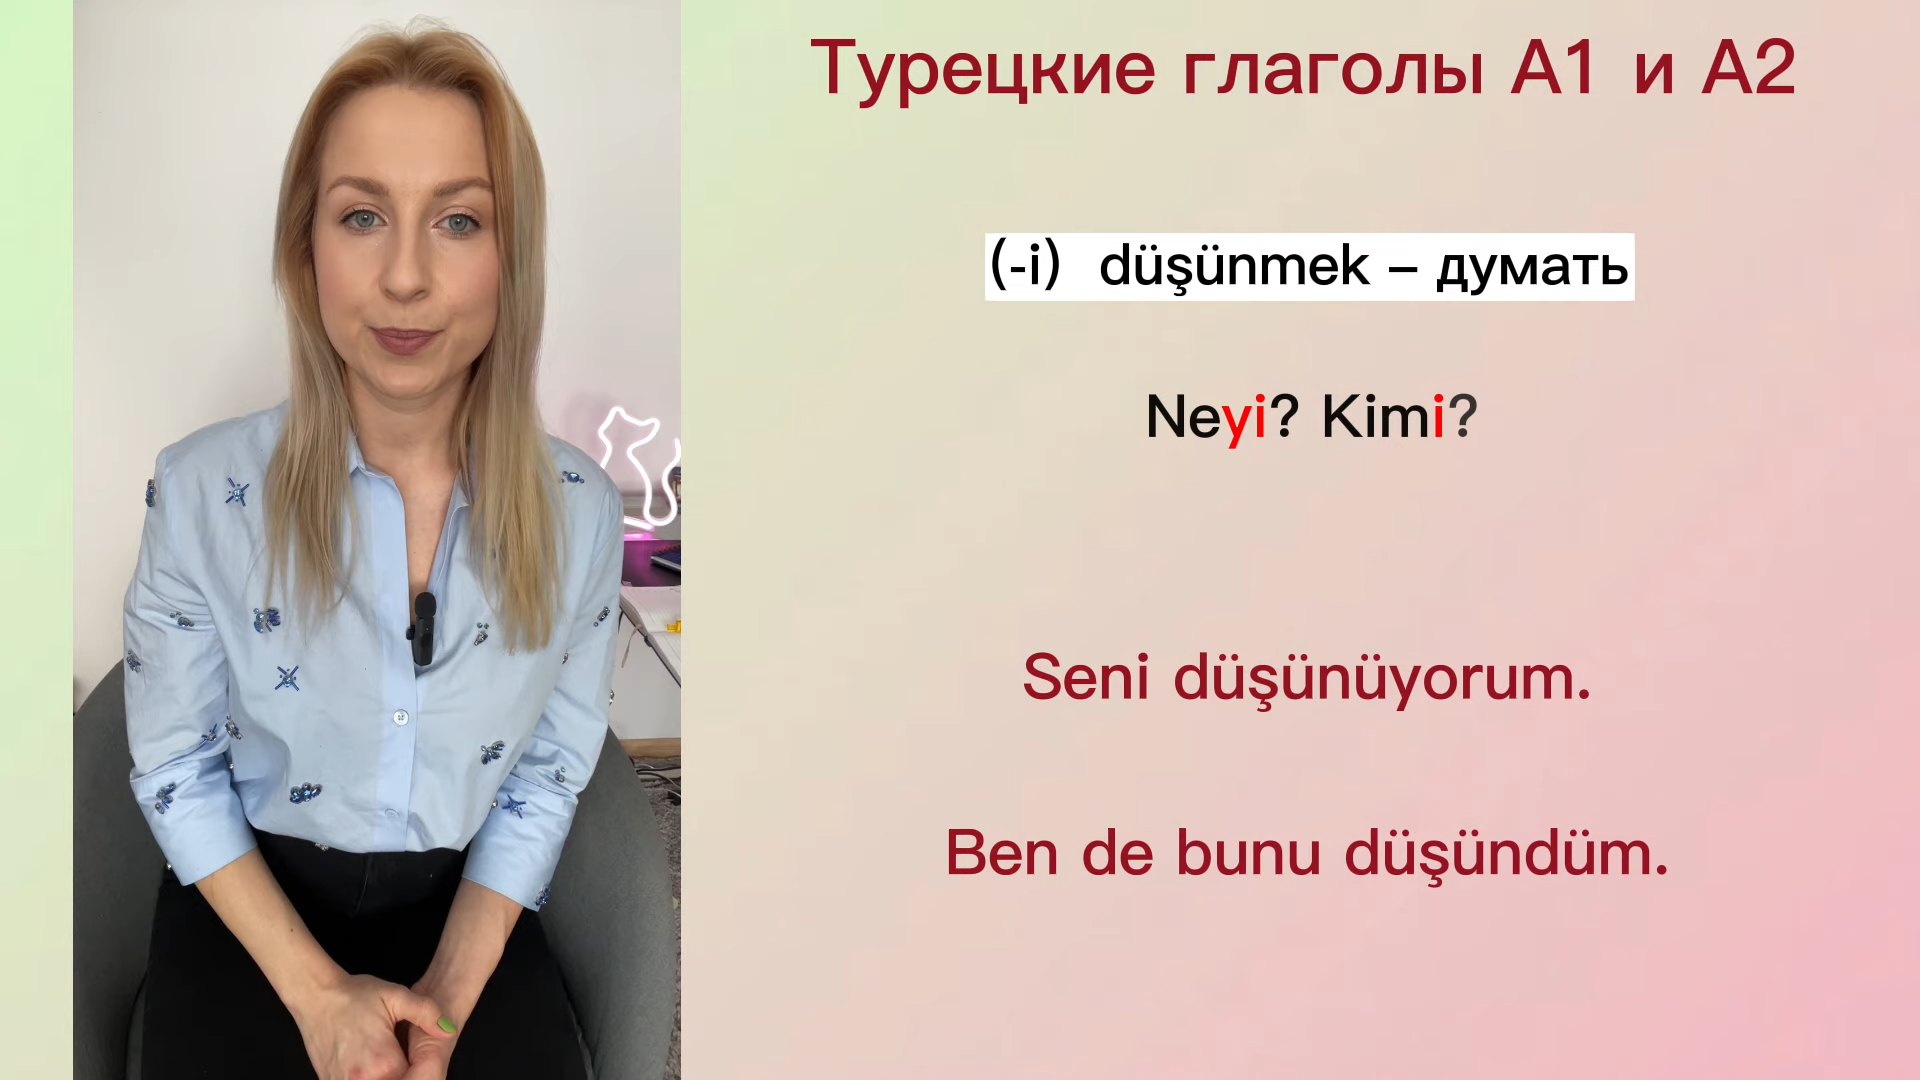 Турецкие глаголы А1 и А2
(-i) düşünmek – думать
Neyi? Kimi?
Seni düşünüyorum.
Ben de bunu düşündüm.